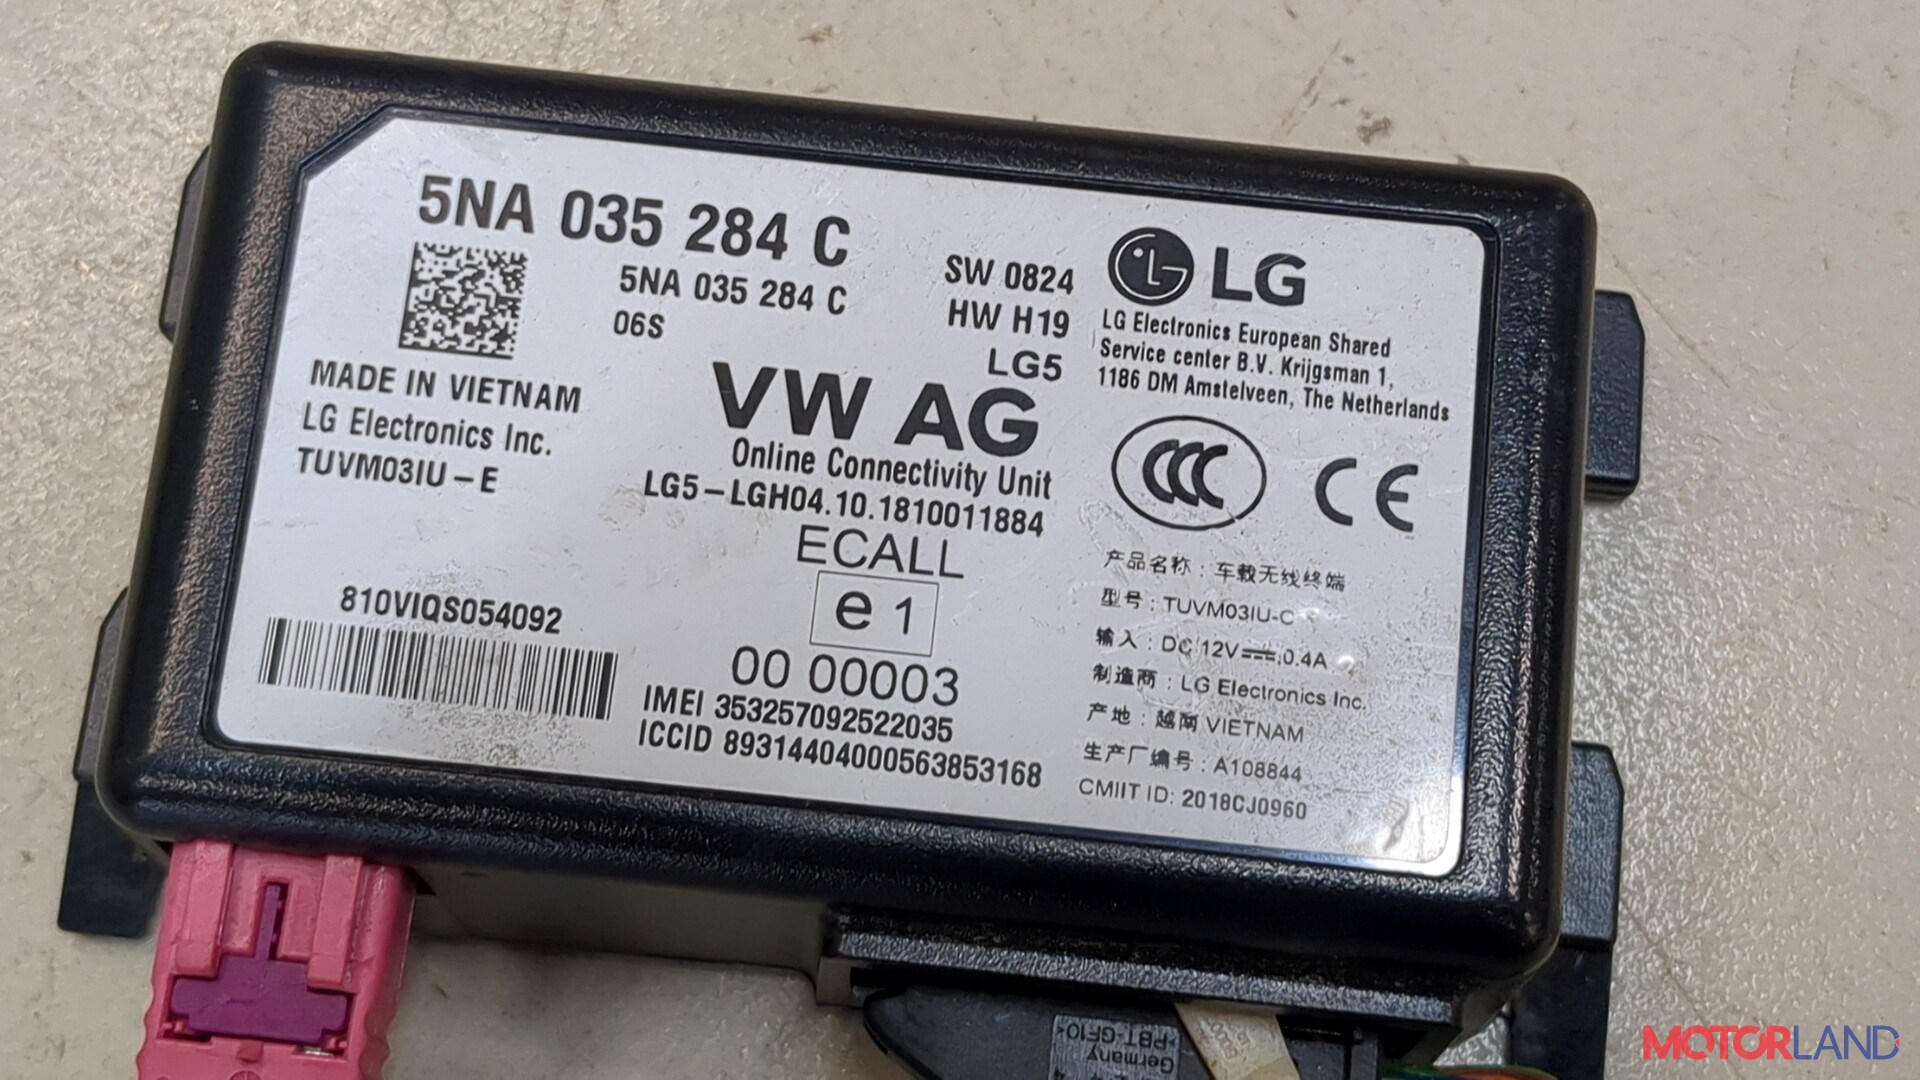 5NA 035 284 C
5NA 035 284 C
06S
SW 0824
HW H19
LG5
MADE IN VIETNAM
LG Electronics Inc.
TUVM03IU-E
VW AG
Online Connectivity Unit
LG5-LGH04.10.1810011884
ECALL
e1
00 00003
810VIQS054092
IMEI 353257092522035
ICCID 89314404000563853168
LG
LG Electronics European Shared
Service center B.V. Krijgsman 1,
1186 DM Amstelveen, The Netherlands
CCC CE
产品名称：车载无线终端
型号：TUVM03IU-C
输入：DC 12V⎓,0.4A
制造商：LG Electronics Inc.
产地：越南 VIETNAM
生产厂编号：A108844
CMIIT ID: 2018CJ0960
>PBT-GF10<
Germany
MOTORLAND